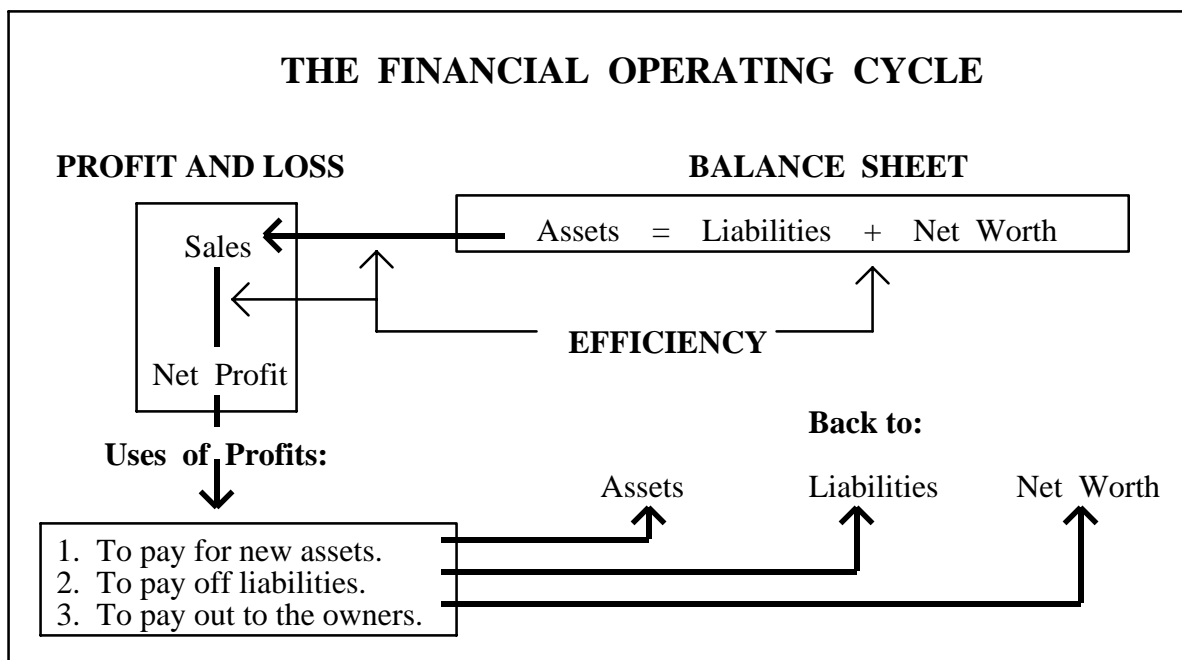 THE FINANCIAL OPERATING CYCLE
PROFIT AND LOSS
BALANCE SHEET
Assets = Liabilities + Net Worth
Sales
EFFICIENCY
Net Profit
Back to:
Uses of Profits:
Assets
Liabilities
Net Worth
1. To pay for new assets.
2. To pay off liabilities.
3. To pay out to the owners.